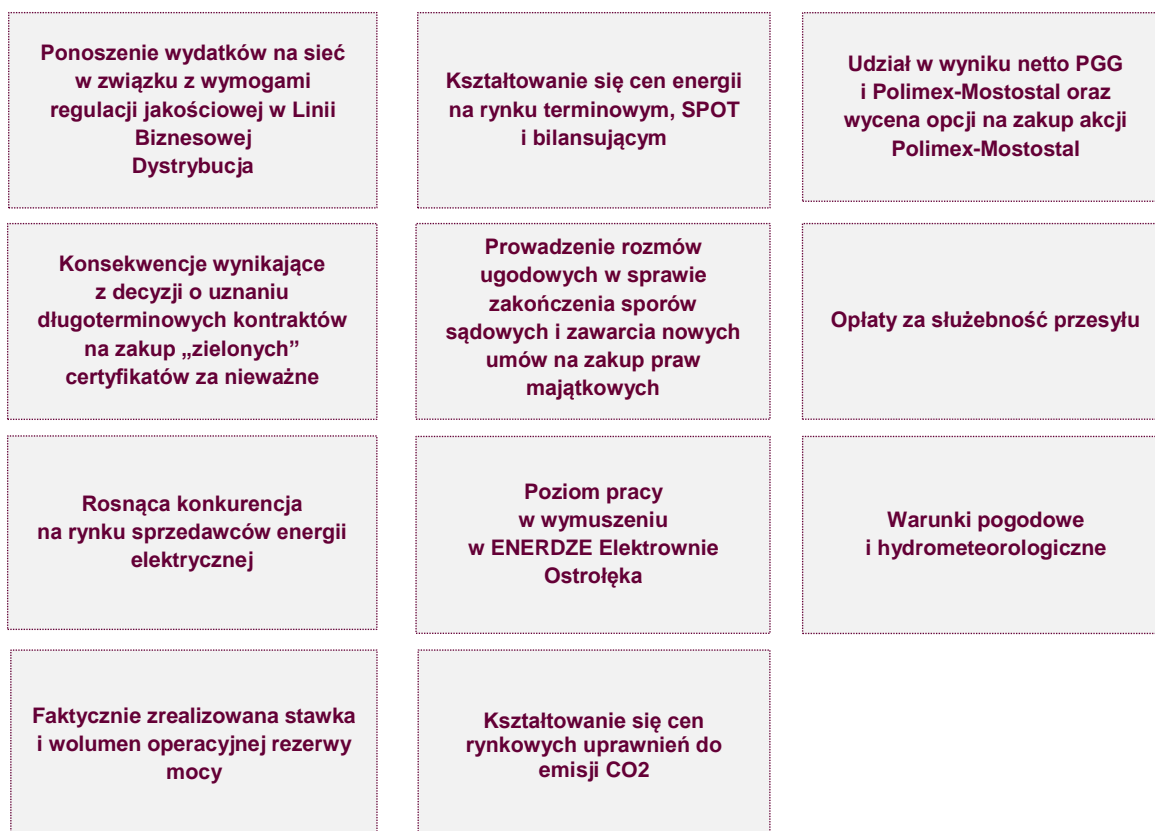 Ponoszenie wydatków na sieć
w związku z wymogami
regulacji jakościowej w Linii
Biznesowej
Dystrybucja
Kształtowanie się cen energii
na rynku terminowym, SPOT
i bilansującym
Udział w wyniku netto PGG
i Polimex-Mostostal oraz
wycena opcji na zakup akcji
Polimex-Mostostal
Konsekwencje wynikające
z decyzji o uznaniu
długoterminowych kontraktów
na zakup „zielonych”
certyfikatów za nieważne
Prowadzenie rozmów
ugodowych w sprawie
zakończenia sporów
sądowych i zawarcia nowych
umów na zakup praw
majątkowych
Opłaty za służebność przesyłu
Rosnąca konkurencja
na rynku sprzedawców energii
elektrycznej
Poziom pracy
w wymuszeniu
w ENERDZE Elektrownie
Ostrołęka
Warunki pogodowe
i hydrometeorologiczne
Faktycznie zrealizowana stawka
i wolumen operacyjnej rezerwy
mocy
Kształtowanie się cen
rynkowych uprawnień do
emisji CO2